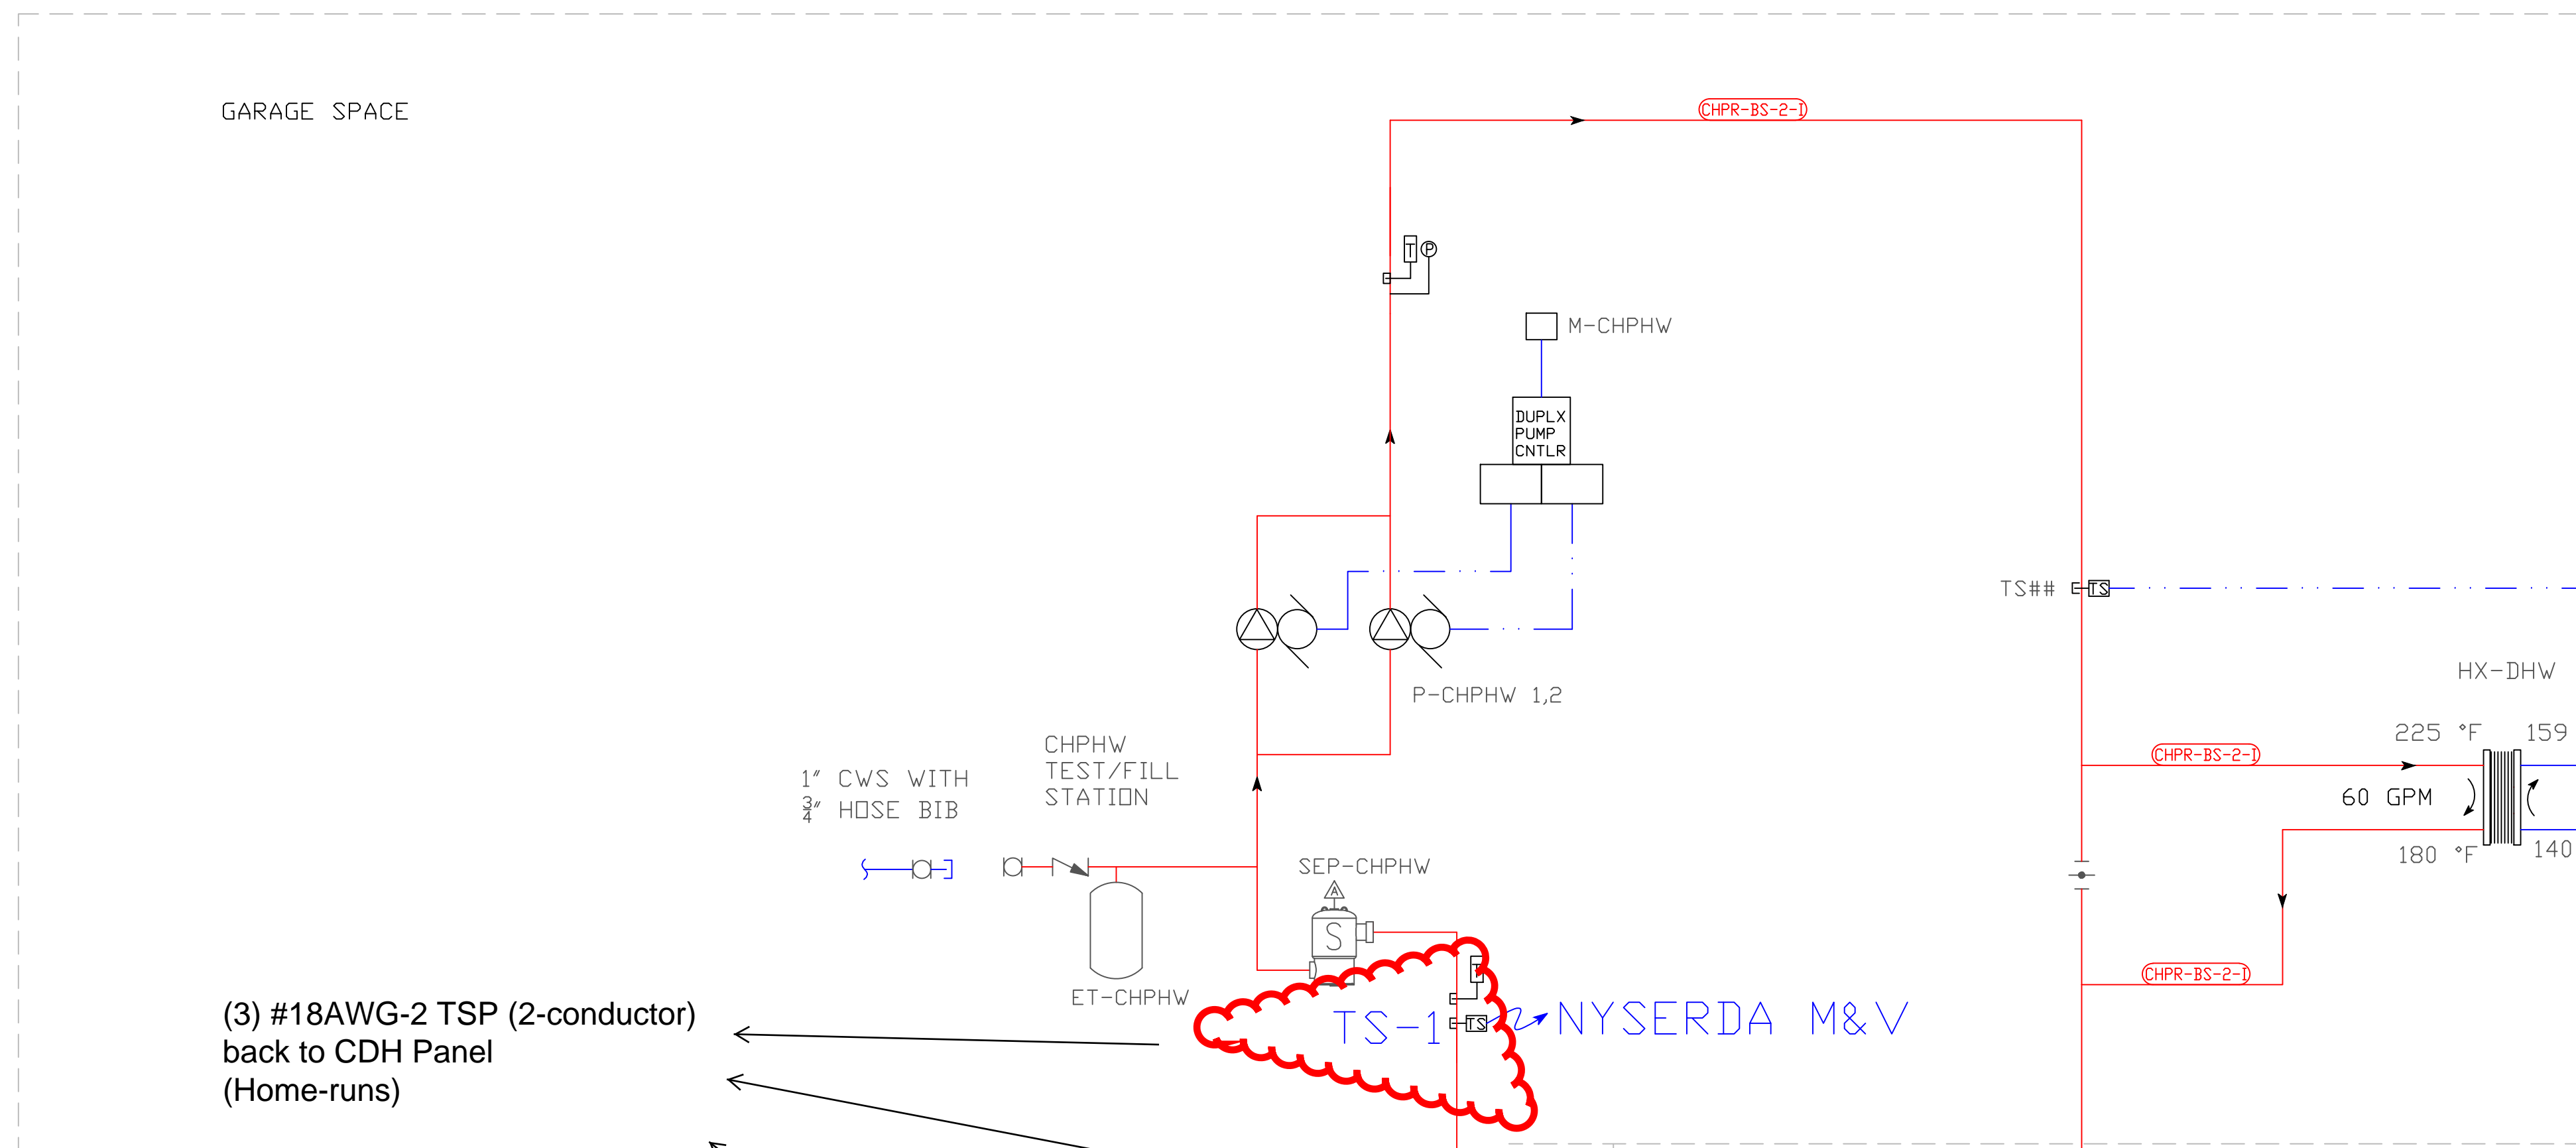 GARAGE SPACE
CHPR-BS-2-I
T
P
M-CHPHW
DUPLX
PUMP
CNTLR
TS##
TS
P-CHPHW 1,2
HX-DHW
225 °F
159
CHPR-BS-2-I
60 GPM
180 °F
140
CHPHW
TEST/FILL
STATION
1" CWS WITH
3/4" HOSE BIB
SEP-CHPHW
A
S
ET-CHPHW
CHPR-BS-2-I
T
TS-1
TS
NYSERDA M&V
(3) #18AWG-2 TSP (2-conductor)
back to CDH Panel
(Home-runs)